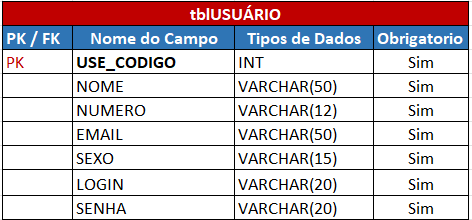 tblUSUÁRIO
PK / FK Nome do Campo Tipos de Dados Obrigatorio
PK USE_CODIGO INT Sim
NOME VARCHAR(50) Sim
NUMERO VARCHAR(12) Sim
EMAIL VARCHAR(50) Sim
SEXO VARCHAR(15) Sim
LOGIN VARCHAR(20) Sim
SENHA VARCHAR(20) Sim